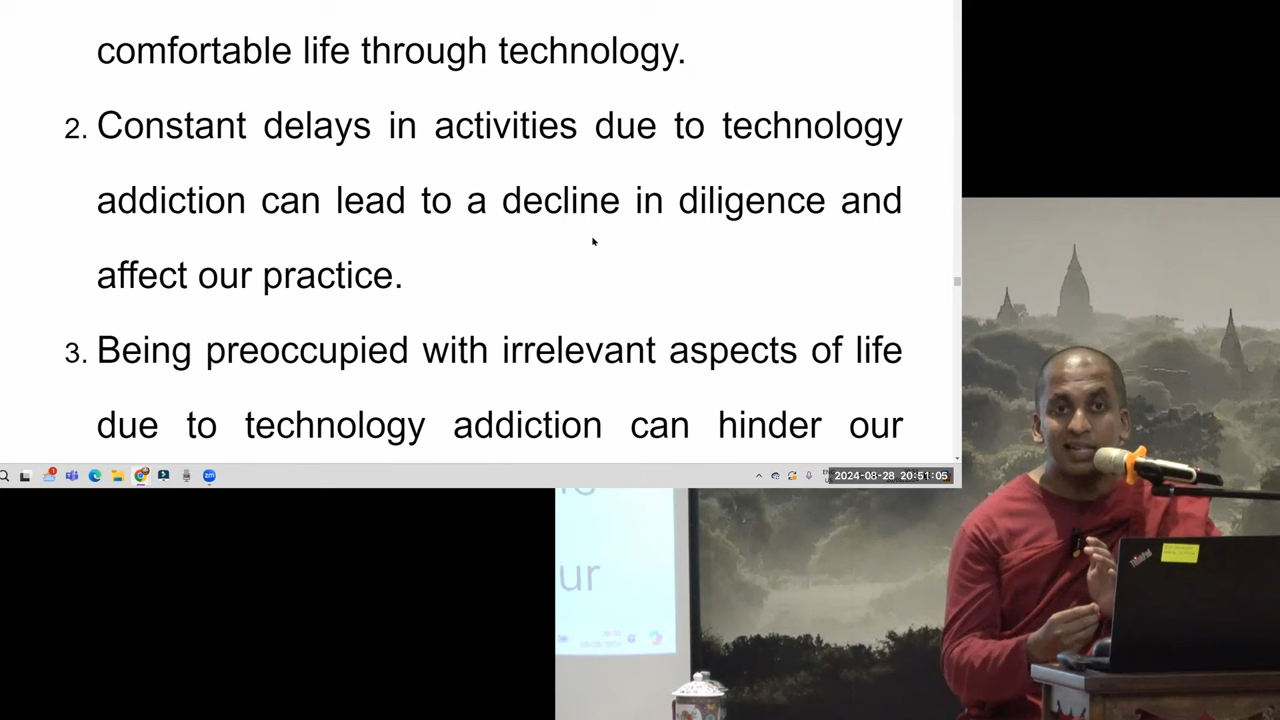 comfortable life through technology.
2. Constant delays in activities due to technology
addiction can lead to a decline in diligence and
affect our practice.
3. Being preoccupied with irrelevant aspects of life
due to technology addiction can hinder our
2024-08-28 20:51:05
ur
ThinkPad